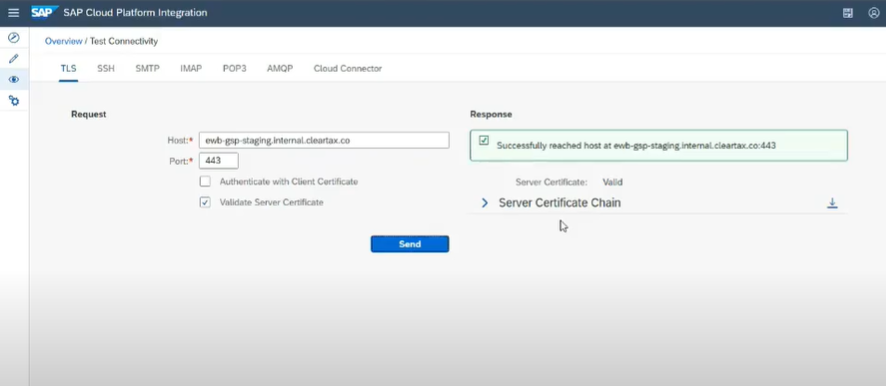 SAP SAP Cloud Platform Integration
Overview / Test Connectivity
TLS SSH SMTP IMAP POP3 AMQP Cloud Connector
Request
Host:* ewb-gsp-staging.internal.cleartax.co
Port:* 443
Authenticate with Client Certificate
Validate Server Certificate
Send
Response
Successfully reached host at ewb-gsp-staging.internal.cleartax.co:443
Server Certificate: Valid
Server Certificate Chain